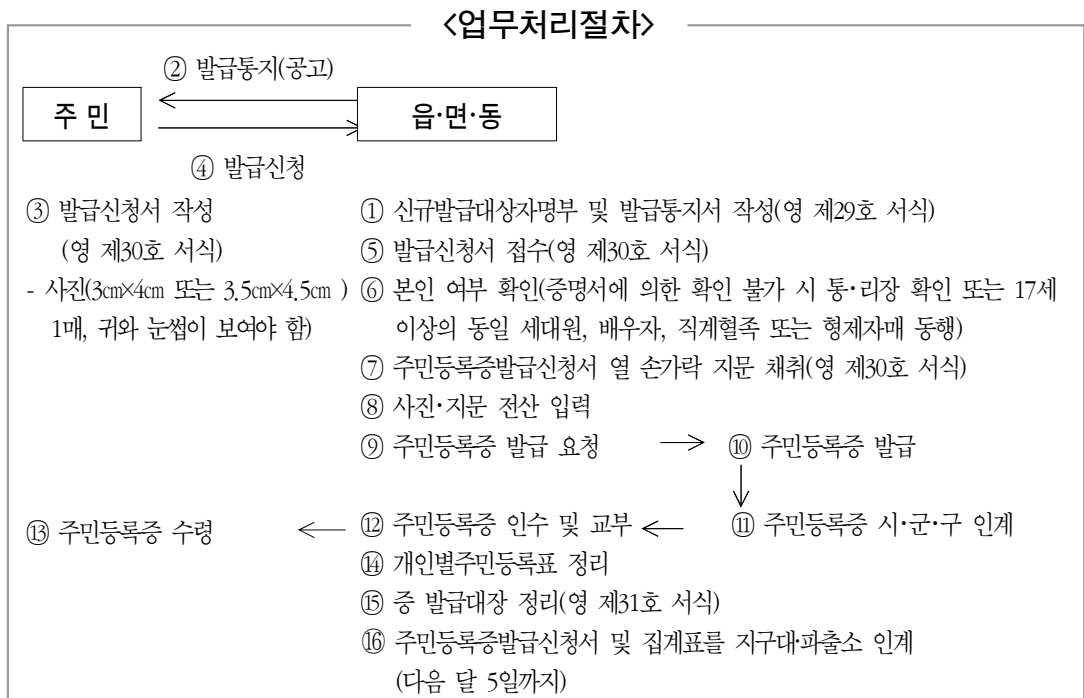 <업무처리절차>
② 발급통지(공고)
주 민 읍·면·동
④ 발급신청
③ 발급신청서 작성 ① 신규발급대상자명부 및 발급통지서 작성(영 제29호 서식)
(영 제30호 서식) ⑤ 발급신청서 접수(영 제30호 서식)
- 사진(3㎝×4㎝ 또는 3.5㎝×4.5㎝ ) ⑥ 본인 여부 확인(증명서에 의한 확인 불가 시 통·리장 확인 또는 17세
1매, 귀와 눈썹이 보여야 함) 이상의 동일 세대원, 배우자, 직계혈족 또는 형제자매 동행)
⑦ 주민등록증발급신청서 열 손가락 지문 채취(영 제30호 서식)
⑧ 사진·지문 전산 입력
⑨ 주민등록증 발급 요청 → ⑩ 주민등록증 발급
⑬ 주민등록증 수령 ← ⑫ 주민등록증 인수 및 교부 ← ⑪ 주민등록증 시·군·구 인계
⑭ 개인별주민등록표 정리
⑮ 증 발급대장 정리(영 제31호 서식)
⑯ 주민등록증발급신청서 및 집계표를 지구대·파출소 인계
(다음 달 5일까지)